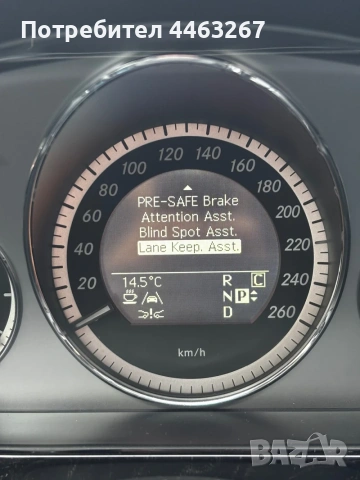 Потребител 4463267
120 140
100 160
80 180
60 200
40 220
20 240
260
PRE-SAFE Brake
Attention Asst.
Blind Spot Asst.
Lane Keep. Asst.
14.5°C R C
N P
D
km/h
BAZAR